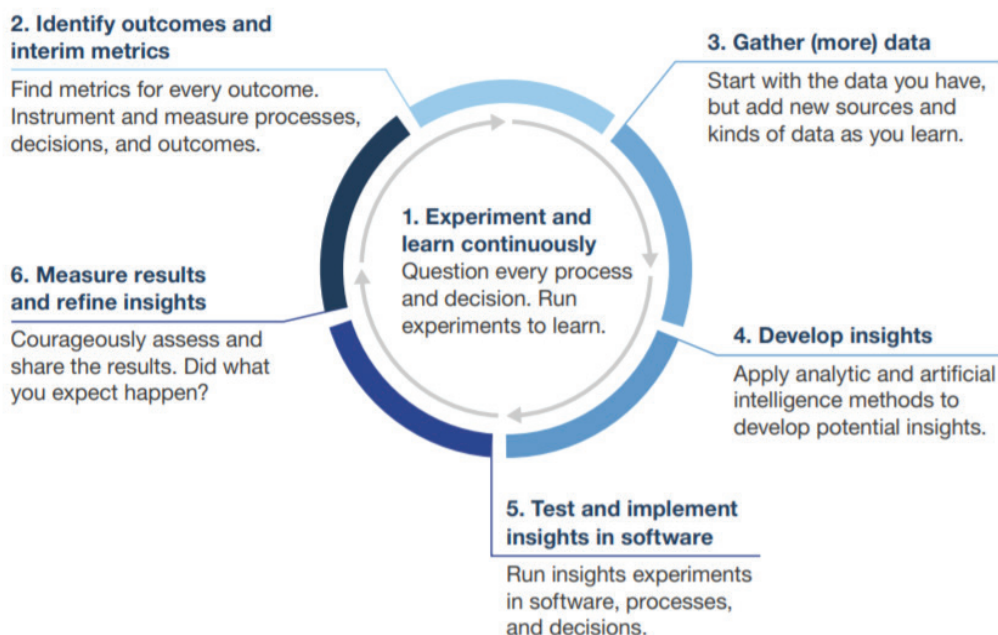 1. Experiment and
learn continuously
Question every process
and decision. Run
experiments to learn.
2. Identify outcomes and
interim metrics
Find metrics for every outcome.
Instrument and measure processes,
decisions, and outcomes.
3. Gather (more) data
Start with the data you have,
but add new sources and
kinds of data as you learn.
4. Develop insights
Apply analytic and artificial
intelligence methods to
develop potential insights.
5. Test and implement
insights in software
Run insights experiments
in software, processes,
and decisions.
6. Measure results
and refine insights
Courageously assess and
share the results. Did what
you expect happen?